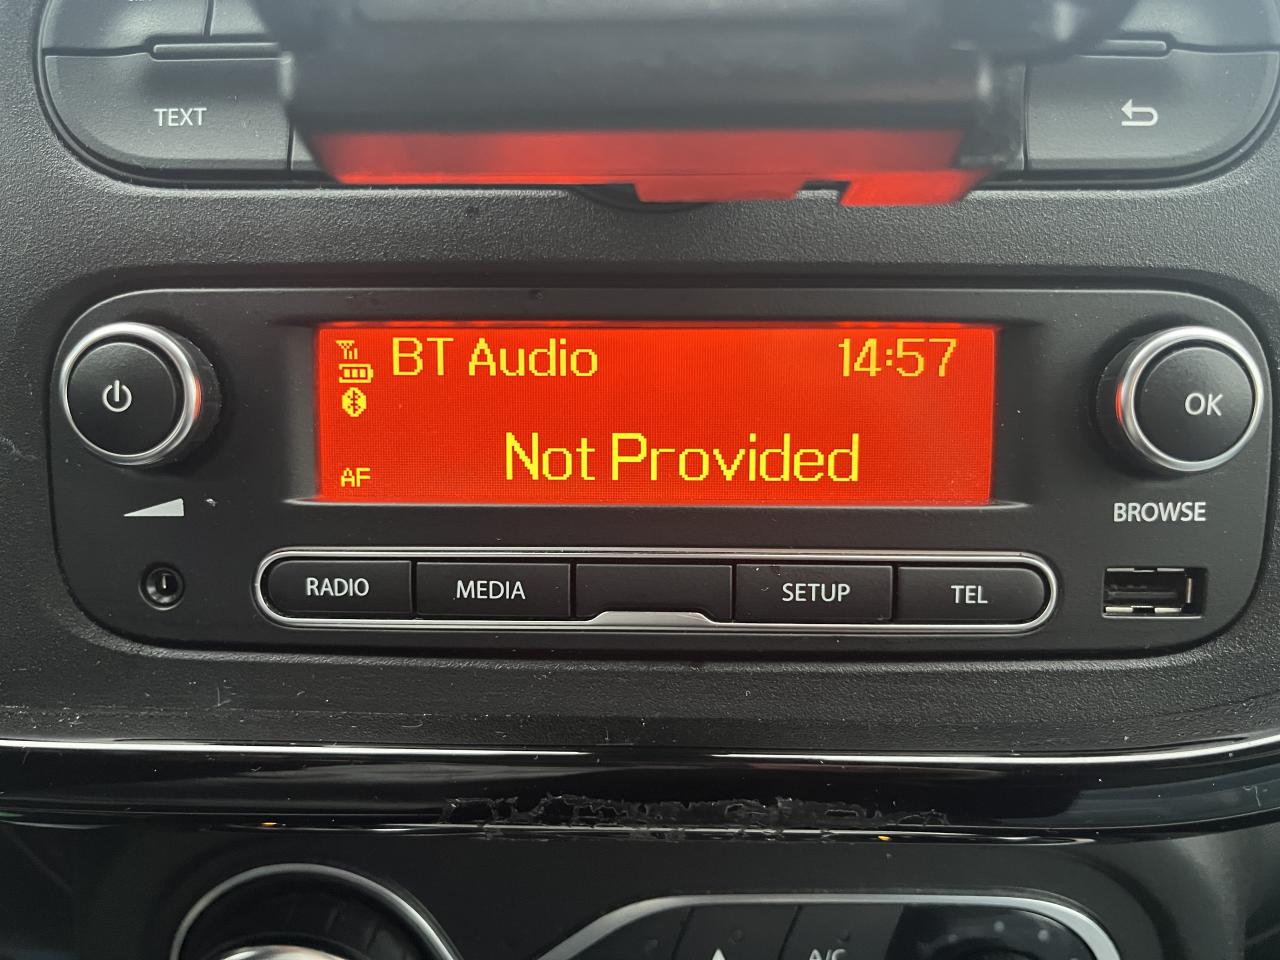 TEXT
BT Audio 14:57
Not Provided
AF
OK
BROWSE
RADIO MEDIA SETUP TEL
A/C